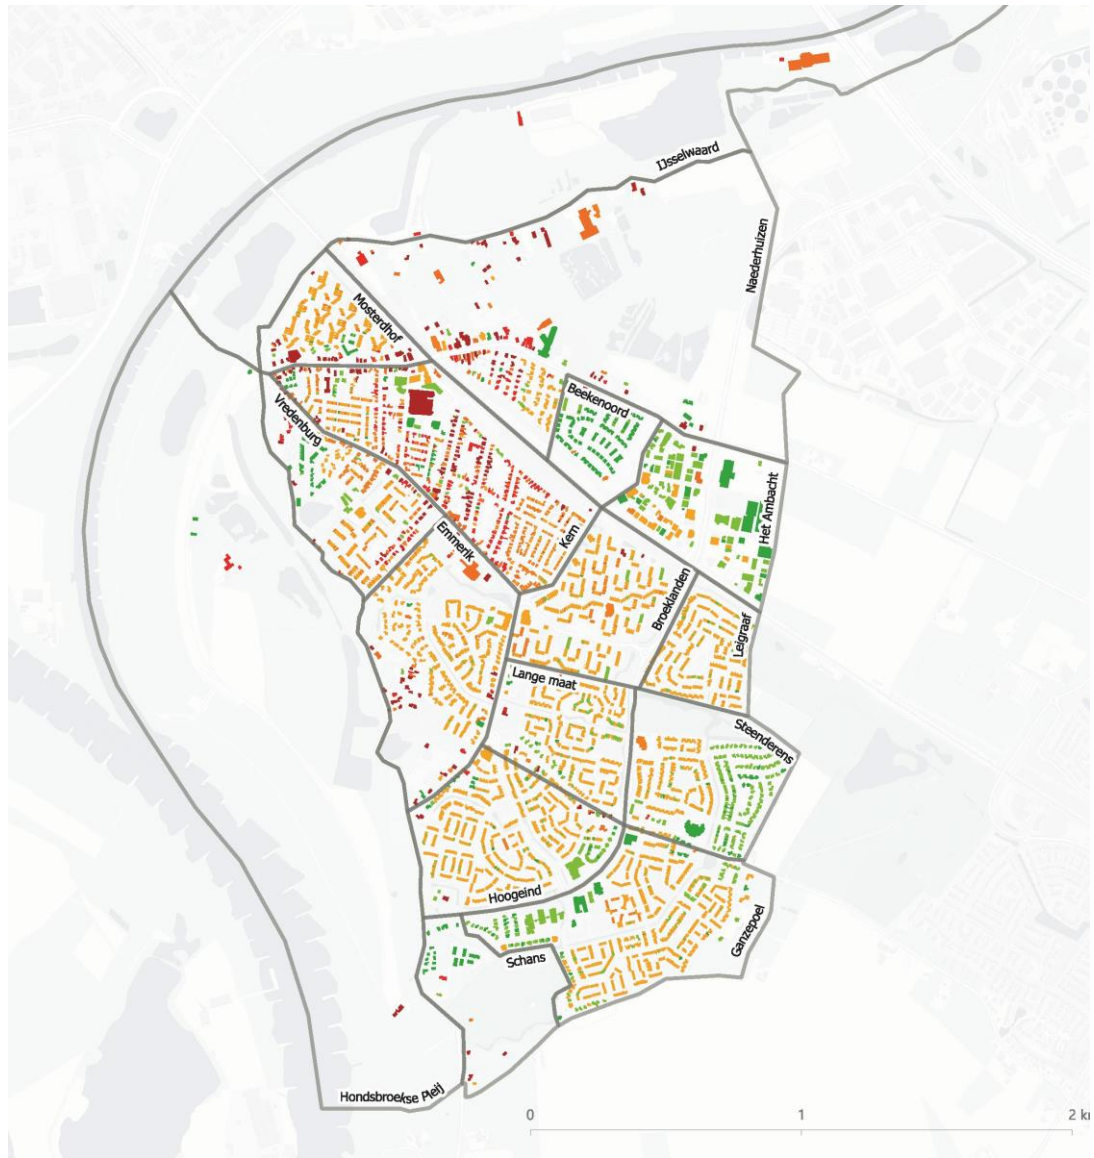 IJsselwaard
Naederhuizen
Mosterdhof
Beekenoord
Vredenburg
Het Ambacht
Emmerik
Kern
Broeklanden
Leigraaf
Lange maat
Steenderens
Hoogeind
Ganzepoel
Schans
Hondsbroekse Pleij
0 1 2 k